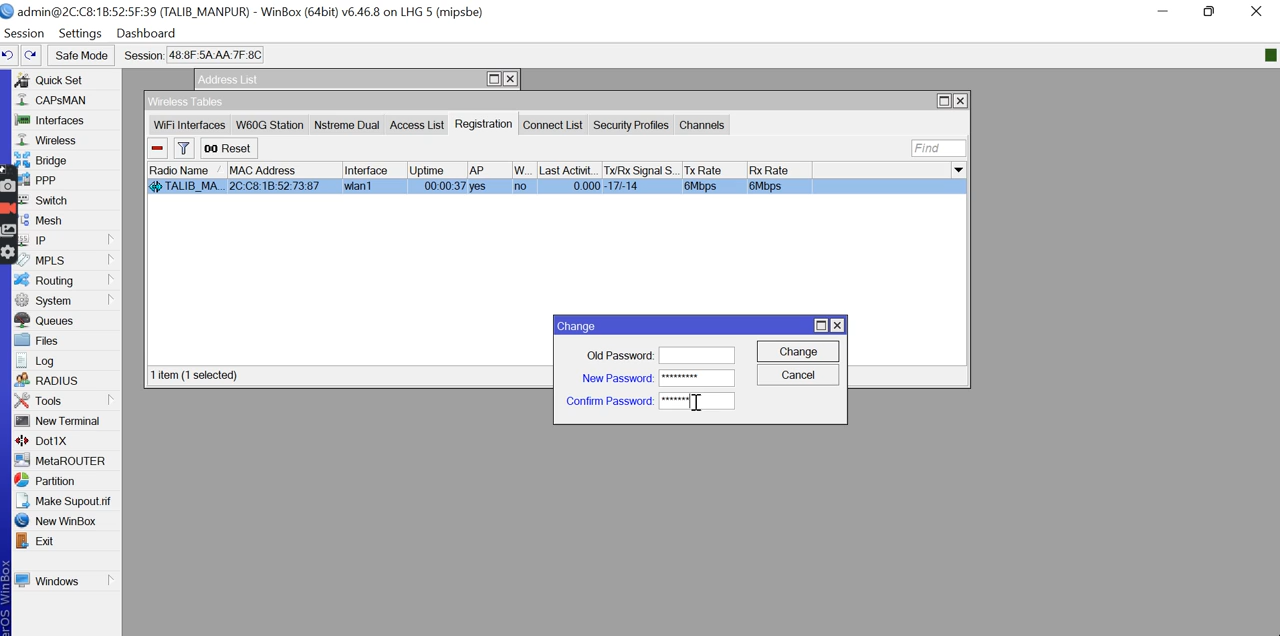 admin@2C:C8:1B:52:5F:39 (TALIB_MANPUR) - WinBox (64bit) v6.46.8 on LHG 5 (mipsbe)
Session Settings Dashboard
Safe Mode Session: 48:8F:5A:AA:7F:8C
Quick Set
CAPsMAN
Interfaces
Wireless
Bridge
PPP
Switch
Mesh
IP
MPLS
Routing
System
Queues
Files
Log
RADIUS
Tools
New Terminal
Dot1X
MetaROUTER
Partition
Make Supout.rif
New WinBox
Exit
Windows
Address List
Wireless Tables
WiFi Interfaces W60G Station Nstreme Dual Access List Registration Connect List Security Profiles Channels
00 Reset Find
Radio Name MAC Address Interface Uptime AP W... Last Activit... Tx/Rx Signal S... Tx Rate Rx Rate
TALIB_MA... 2C:C8:1B:52:73:87 wlan1 00:00:37 yes no 0.000 -17/-14 6Mbps 6Mbps
1 item (1 selected)
Change
Old Password: Change
New Password: ********* Cancel
Confirm Password: *******